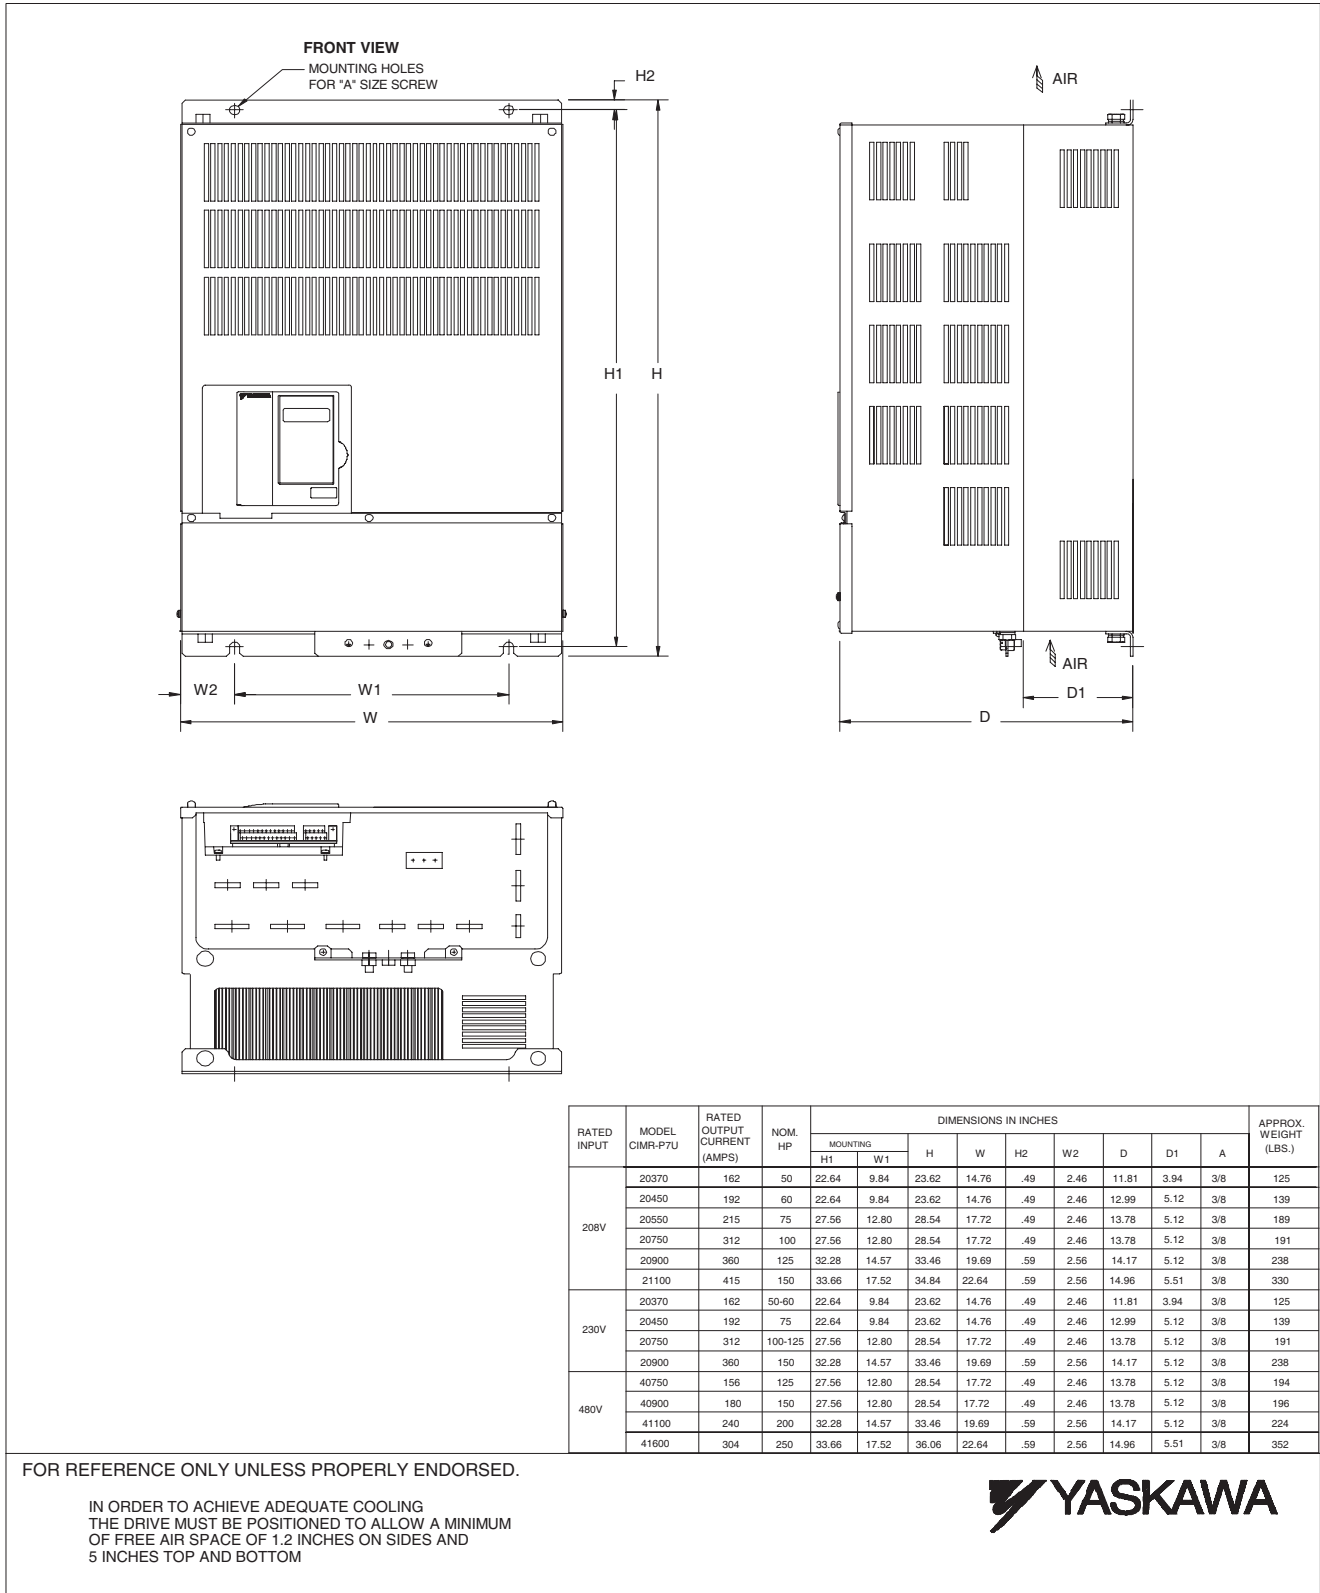 FRONT VIEW
MOUNTING HOLES
FOR "A" SIZE SCREW
H2
AIR
H1
H
YASKAWA
W2
W1
W
AIR
D1
D
RATED INPUT MODEL CIMR-P7U RATED OUTPUT CURRENT (AMPS) NOM. HP DIMENSIONS IN INCHES APPROX. WEIGHT (LBS.)
MOUNTING
H1 W1 H W H2 W2 D D1 A
208V
20370 162 50 22.64 9.84 23.62 14.76 .49 2.46 11.81 3.94 3/8 125
20450 192 60 22.64 9.84 23.62 14.76 .49 2.46 12.99 5.12 3/8 139
20550 215 75 27.56 12.80 28.54 17.72 .49 2.46 13.78 5.12 3/8 189
20750 312 100 27.56 12.80 28.54 17.72 .49 2.46 13.78 5.12 3/8 191
20900 360 125 32.28 14.57 33.46 19.69 .59 2.56 14.17 5.12 3/8 238
21100 415 150 33.66 17.52 34.84 22.64 .59 2.56 14.96 5.51 3/8 330
230V
20370 162 50-60 22.64 9.84 23.62 14.76 .49 2.46 11.81 3.94 3/8 125
20450 192 75 22.64 9.84 23.62 14.76 .49 2.46 12.99 5.12 3/8 139
20750 312 100-125 27.56 12.80 28.54 17.72 .49 2.46 13.78 5.12 3/8 191
20900 360 150 32.28 14.57 33.46 19.69 .59 2.56 14.17 5.12 3/8 238
480V
40750 156 125 27.56 12.80 28.54 17.72 .49 2.46 13.78 5.12 3/8 194
40900 180 150 27.56 12.80 28.54 17.72 .49 2.46 13.78 5.12 3/8 196
41100 240 200 32.28 14.57 33.46 19.69 .59 2.56 14.17 5.12 3/8 224
41600 304 250 33.66 17.52 36.06 22.64 .59 2.56 14.96 5.51 3/8 352
FOR REFERENCE ONLY UNLESS PROPERLY ENDORSED.
IN ORDER TO ACHIEVE ADEQUATE COOLING
THE DRIVE MUST BE POSITIONED TO ALLOW A MINIMUM
OF FREE AIR SPACE OF 1.2 INCHES ON SIDES AND
5 INCHES TOP AND BOTTOM
YASKAWA